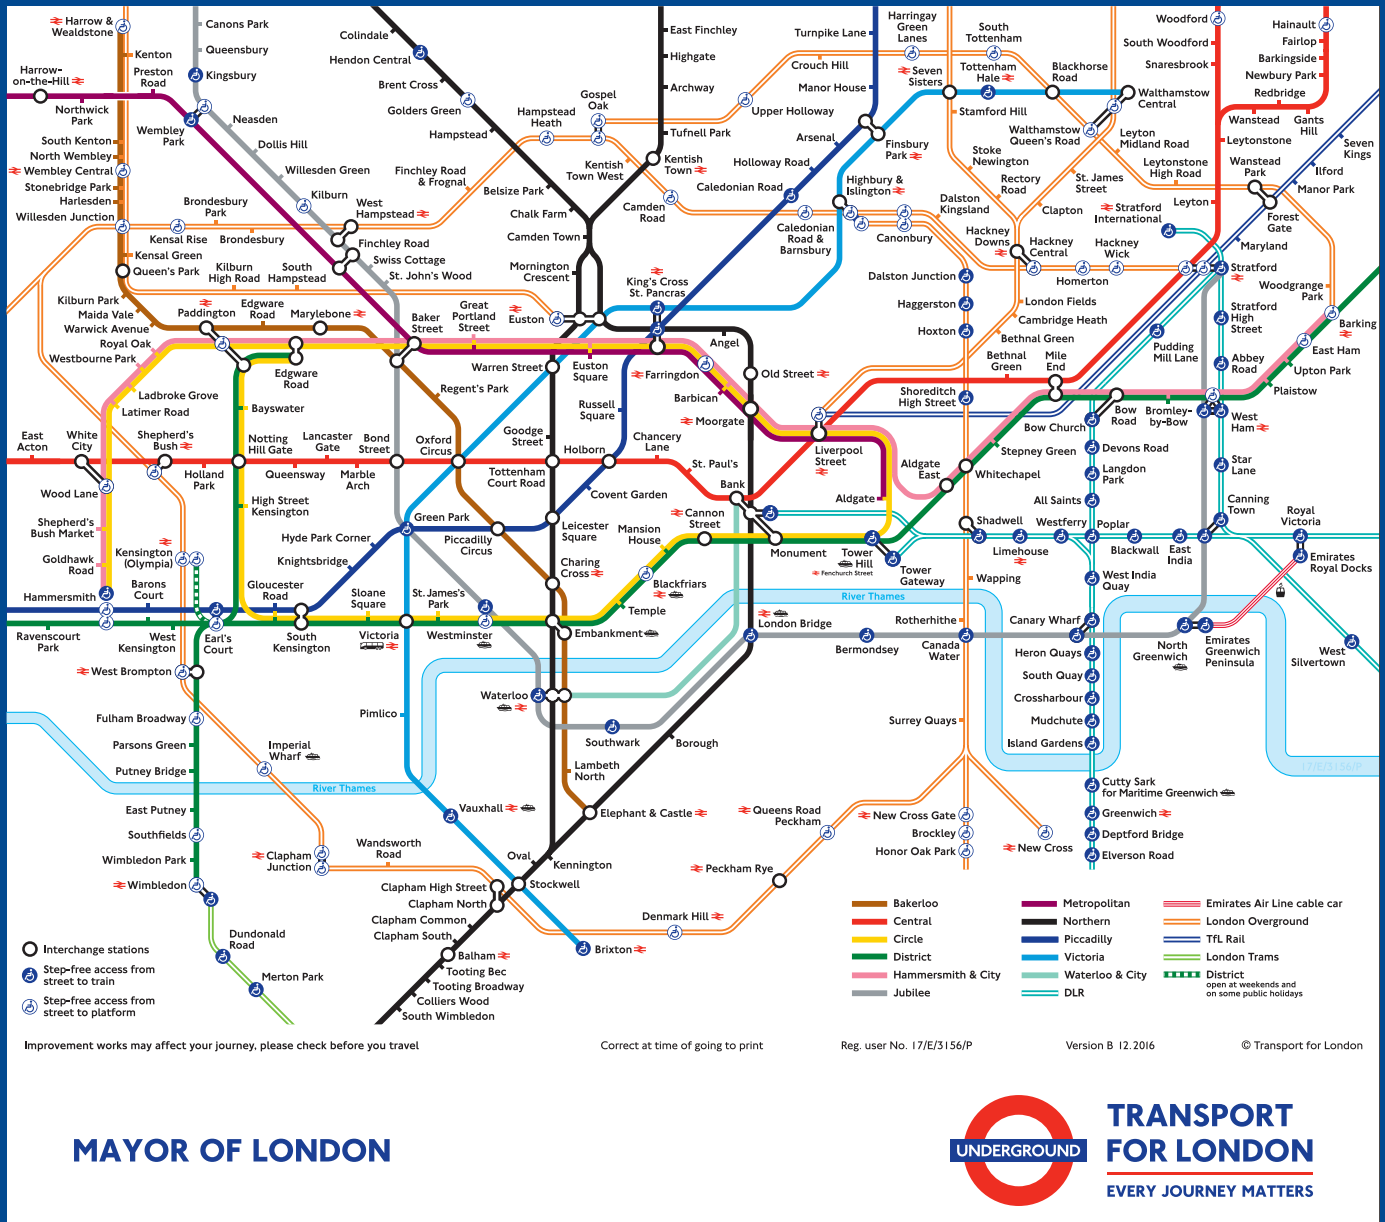 Harrow &
Wealdstone
Canons Park
Colindale
East Finchley
Turnpike Lane
Harringay
Green
Lanes
South
Tottenham
Woodford
Hainault
Kenton
Queensbury
Hendon Central
Highgate
Crouch Hill
Seven
Sisters
Tottenham
Hale
Blackhorse
Road
South Woodford
Fairlop
Harrow-
on-the-Hill
Preston
Road
Kingsbury
Brent Cross
Archway
Manor House
Snaresbrook
Barkingside
Newbury Park
Northwick
Park
Golders Green
Hampstead
Heath
Gospel
Oak
Upper Holloway
Stamford Hill
Walthamstow
Central
Redbridge
Wanstead
Gants
Hill
Wembley
Park
Neasden
Hampstead
Tufnell Park
Arsenal
Finsbury
Park
Walthamstow
Queen's Road
Leyton
Midland Road
Leytonstone
Seven
Kings
South Kenton
Dollis Hill
Kentish
Town West
Kentish
Town
Holloway Road
Stoke
Newington
Leytonstone
High Road
Wanstead
Park
Ilford
North Wembley
Wembley Central
Willesden Green
Finchley Road
& Frognal
Belsize Park
Caledonian Road
Highbury &
Islington
Rectory
Road
St. James
Street
Manor Park
Stonebridge Park
Harlesden
Kilburn
Chalk Farm
Camden
Road
Dalston
Kingsland
Clapton
Leyton
Forest
Gate
Willesden Junction
Brondesbury
Park
West
Hampstead
Camden Town
Caledonian
Road &
Barnsbury
Canonbury
Hackney
Downs
Hackney
Central
Hackney
Wick
Stratford
International
Kensal Rise
Brondesbury
Finchley Road
Maryland
Kensal Green
Swiss Cottage
Queen's Park
Kilburn
High Road
South
Hampstead
St. John's Wood
Mornington
Crescent
King's Cross
St. Pancras
Dalston Junction
Homerton
Stratford
Woodgrange
Park
Kilburn Park
Maida Vale
Warwick Avenue
Paddington
Edgware
Road
Marylebone
Baker
Street
Great
Portland
Street
Euston
Haggerston
London Fields
Cambridge Heath
Stratford
High
Street
Barking
Royal Oak
Westbourne Park
Edgware
Road
Warren Street
Euston
Square
Angel
Hoxton
Bethnal Green
Bethnal
Green
Mile
End
Pudding
Mill Lane
Abbey
Road
East Ham
Upton Park
Plaistow
Farringdon
Old Street
Ladbroke Grove
Latimer Road
Bayswater
Regent's Park
Russell
Square
Barbican
Moorgate
Shoreditch
High Street
Bow Church
Bow
Road
Bromley-
by-Bow
West
Ham
East
Acton
White
City
Shepherd's
Bush
Notting
Hill Gate
Lancaster
Gate
Bond
Street
Oxford
Circus
Goodge
Street
Holborn
Chancery
Lane
Liverpool
Street
Stepney Green
Devons Road
Wood Lane
Holland
Park
Queensway
Marble
Arch
Tottenham
Court Road
St. Paul's
Bank
Aldgate
East
Whitechapel
Langdon
Park
Star
Lane
Covent Garden
Aldgate
All Saints
Shepherd's
Bush Market
High Street
Kensington
Green Park
Leicester
Square
Mansion
House
Cannon
Street
Canning
Town
Royal
Victoria
Kensington
(Olympia)
Hyde Park Corner
Piccadilly
Circus
Monument
Tower
Hill
Fenchurch Street
Shadwell
Limehouse
Westferry
Poplar
Blackwall
East
India
Goldhawk
Road
Knightsbridge
Charing
Cross
Blackfriars
Tower
Gateway
Emirates
Royal Docks
Hammersmith
Barons
Court
Gloucester
Road
Sloane
Square
St. James's
Park
Temple
River Thames
Wapping
West India
Quay
Ravenscourt
Park
West
Kensington
Earl's
Court
South
Kensington
Victoria
Westminster
Embankment
London Bridge
Rotherhithe
Canary Wharf
Bermondsey
Canada
Water
Heron Quays
North
Greenwich
Emirates
Greenwich
Peninsula
West
Silvertown
West Brompton
Waterloo
South Quay
Fulham Broadway
Pimlico
Southwark
Borough
Surrey Quays
Crossharbour
Mudchute
Parsons Green
Imperial
Wharf
Island Gardens
Putney Bridge
River Thames
Lambeth
North
Cutty Sark
for Maritime Greenwich
17/E/3156/P
East Putney
Vauxhall
Elephant & Castle
Queens Road
Peckham
New Cross Gate
Greenwich
Southfields
Brockley
Deptford Bridge
Wimbledon Park
Clapham
Junction
Wandsworth
Road
Oval
Kennington
Peckham Rye
Honor Oak Park
New Cross
Elverson Road
Wimbledon
Clapham High Street
Stockwell
Clapham North
Clapham Common
Clapham South
Denmark Hill
Dundonald
Road
Brixton
Balham
Merton Park
Tooting Bec
Tooting Broadway
Colliers Wood
South Wimbledon
Interchange stations
Step-free access from
street to train
Step-free access from
street to platform
Bakerloo
Central
Circle
District
Hammersmith & City
Jubilee
Metropolitan
Northern
Piccadilly
Victoria
Waterloo & City
DLR
Emirates Air Line cable car
London Overground
TfL Rail
London Trams
District
open at weekends and
on some public holidays
Improvement works may affect your journey, please check before you travel
Correct at time of going to print
Reg. user No. 17/E/3156/P
Version B 12.2016
© Transport for London
MAYOR OF LONDON
UNDERGROUND
TRANSPORT
FOR LONDON
EVERY JOURNEY MATTERS